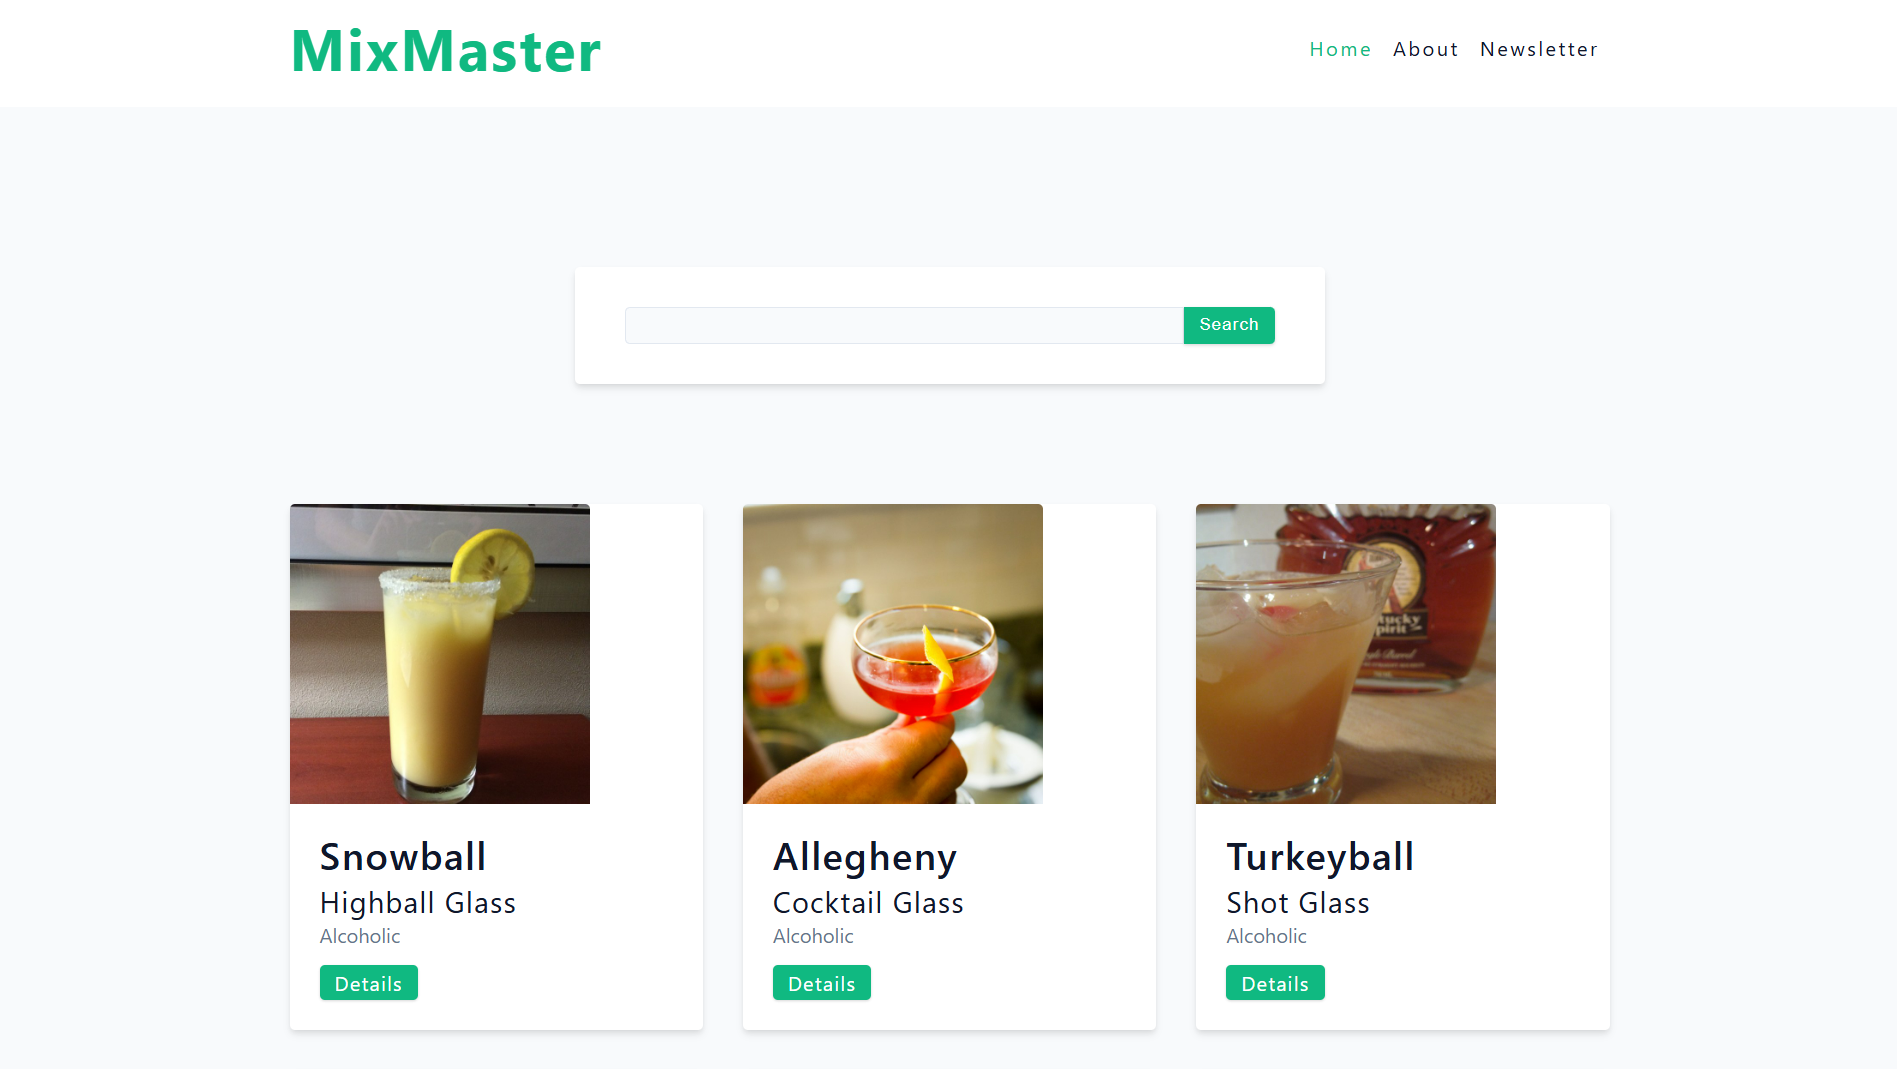 MixMaster
Home About Newsletter
Search
Snowball
Highball Glass
Alcoholic
Details
Allegheny
Cocktail Glass
Alcoholic
Details
Turkeyball
Shot Glass
Alcoholic
Details